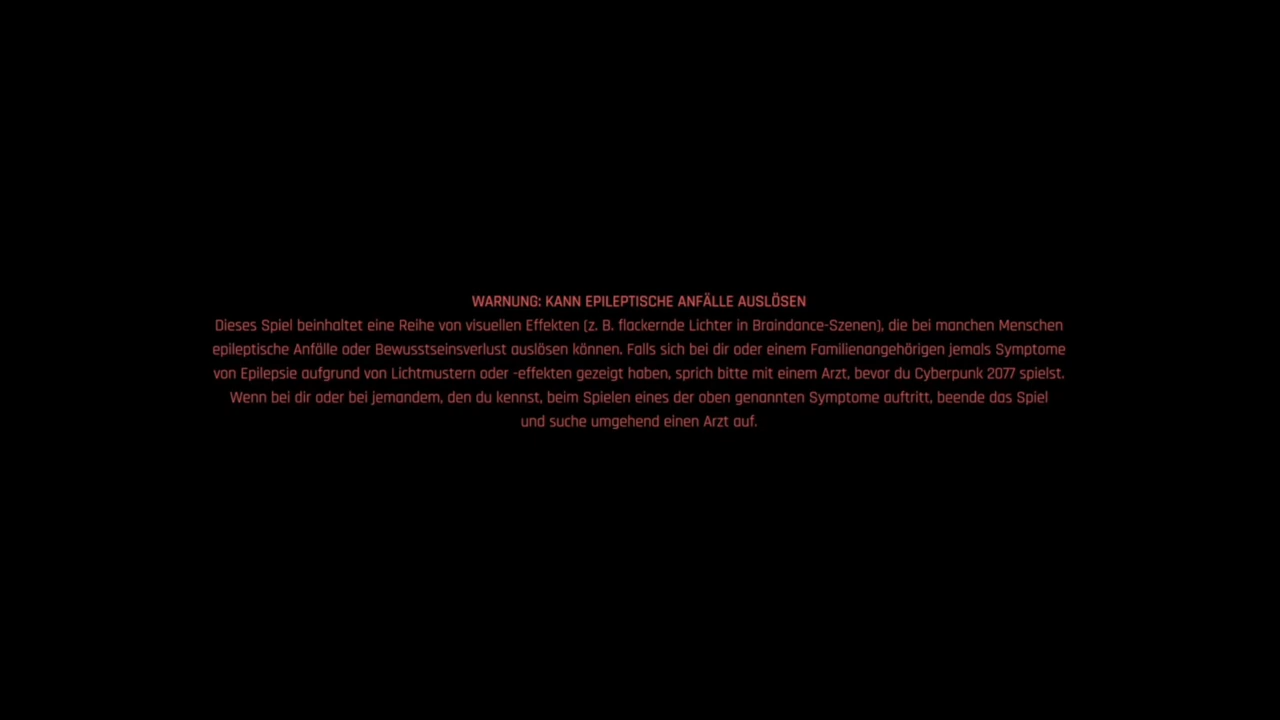 WARNUNG: KANN EPILEPTISCHE ANFÄLLE AUSLÖSEN
Dieses Spiel beinhaltet eine Reihe von visuellen Effekten (z. B. flackernde Lichter in Braindance-Szenen), die bei manchen Menschen
epileptische Anfälle oder Bewusstseinsverlust auslösen können. Falls sich bei dir oder einem Familienangehörigen jemals Symptome
von Epilepsie aufgrund von Lichtmustern oder -effekten gezeigt haben, sprich bitte mit einem Arzt, bevor du Cyberpunk 2077 spielst.
Wenn bei dir oder bei jemandem, den du kennst, beim Spielen eines der oben genannten Symptome auftritt, beende das Spiel
und suche umgehend einen Arzt auf.